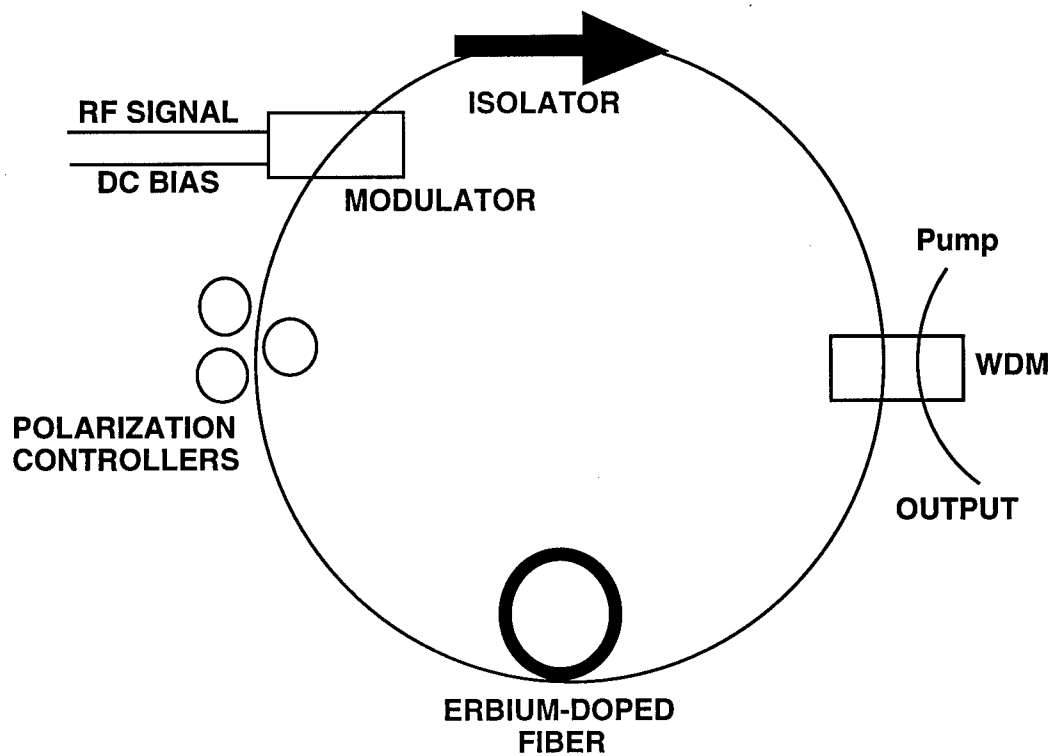 ISOLATOR
RF SIGNAL
DC BIAS
MODULATOR
Pump
WDM
POLARIZATION
CONTROLLERS
OUTPUT
ERBIUM-DOPED
FIBER